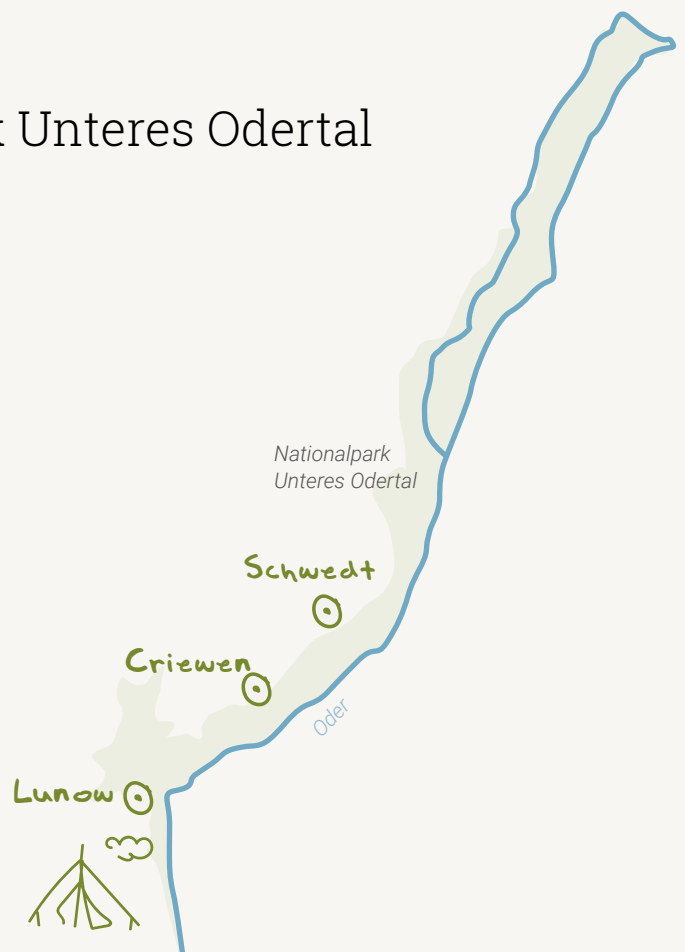 Unteres Odertal
Nationalpark
Unteres Odertal
Schwedt
Criewen
Oder
Lunow